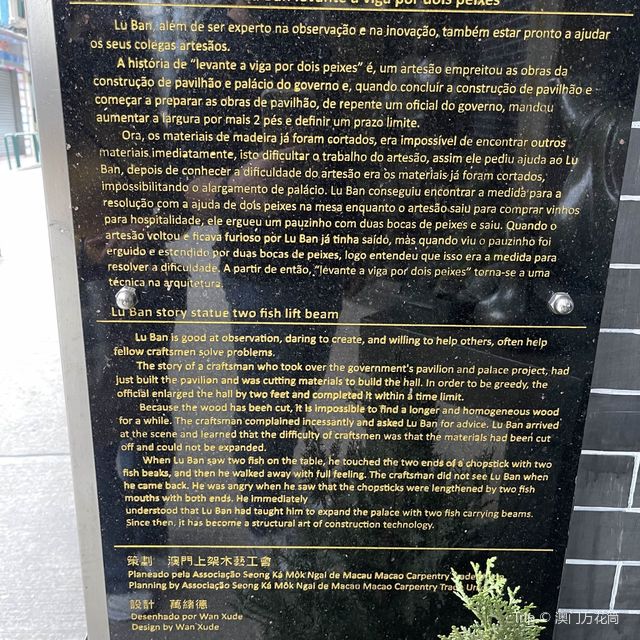 levante a viga por dois peixes
Lu Ban, além de ser experto na observação e na inovação, também estar pronto a ajudar
os seus colegas artesãos.
A história de "levante a viga por dois peixes" é, um artesão empreitou as obras da
construção de pavilhão e palácio do governo e, quando concluír a construção de pavilhão e
começar a preparar as obras de pavilhão, de repente um oficial do governo, mandou
aumentar a largura por mais 2 pés e definir um prazo limite.
Ora, os materiais de madeira já foram cortados, era impossível de encontrar outros
materiais imediatamente, isto dificultar o trabalho do artesão, assim ele pediu ajuda ao Lu
Ban, depois de conhecer a dificuldade do artesão era os materiais já foram cortados,
impossibilitando o alargamento de palácio. Lu Ban conseguiu encontrar a medida para a
resolução com a ajuda de dois peixes na mesa enquanto o artesão saiu para comprar vinhos
para hospitalidade, ele ergueu um pauzinho com duas bocas de peixes e saiu. Quando o
artesão voltou e ficava furioso por Lu Ban já tinha saído, mas quando viu o pauzinho foi
erguido e estendido por duas bocas de peixes, logo entendeu que isso era a medida para
resolver a dificuldade. A partir de então, "levante a viga por dois peixes" torna-se a uma
técnica na arquitetura.
Lu Ban story statue two fish lift beam
Lu Ban is good at observation, daring to create, and willing to help others, often help
fellow craftsmen solve problems.
The story of a craftsman who took over the government's pavilion and palace project, had
just built the pavilion and was cutting materials to build the hall. In order to be greedy, the
official enlarged the hall by two feet and completed it within a time limit.
Because the wood has been cut, it is impossible to find a longer and homogeneous wood
for a while. The craftsman complained incessantly and asked Lu Ban for advice. Lu Ban arrived
at the scene and learned that the difficulty of craftsmen was that the materials had been cut
off and could not be expanded.
When Lu Ban saw two fish on the table, he touched the two ends of a chopstick with two
fish beaks, and then he walked away with full feeling. The craftsman did not see Lu Ban when
he came back. He was angry when he saw that the chopsticks were lengthened by two fish
mouths with both ends. He immediately
understood that Lu Ban had taught him to expand the palace with two fish carrying beams.
Since then, it has become a structural art of construction technology.
策劃 澳門上架木藝工會
Planeado pela Associação Seong Ká Môk Ngai de Macau Macao Carpentry Trade
Planning by Associação Seong Ká Môk Ngai de Macau Macao Carpentry Trade
設計 萬緒德
Desenhado por Wan Xude
Design by Wan Xude
Trip © 澳门万花筒